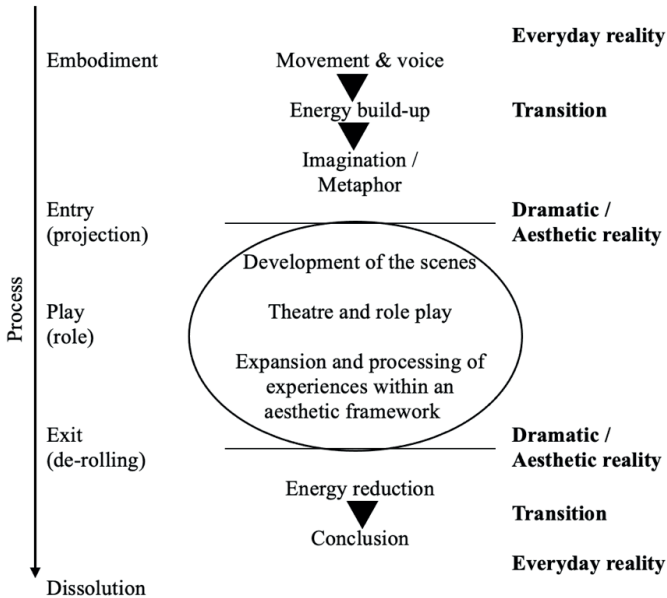 Everyday reality
Embodiment
Movement & voice
Energy build-up
Transition
Imagination /
Metaphor
Entry
(projection)
Dramatic /
Aesthetic reality
Development of the scenes
Process
Play
(role)
Theatre and role play
Expansion and processing of
experiences within an
aesthetic framework
Exit
(de-rolling)
Dramatic /
Aesthetic reality
Energy reduction
Transition
Conclusion
Everyday reality
Dissolution